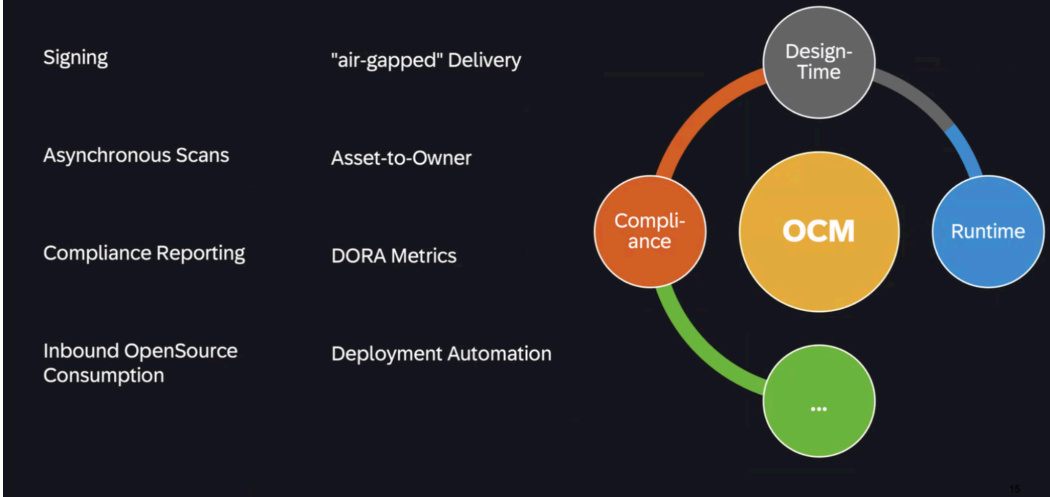 Signing
"air-gapped" Delivery
Asynchronous Scans
Asset-to-Owner
Compliance Reporting
DORA Metrics
Inbound OpenSource
Consumption
Deployment Automation
Design-
Time
Compli-
ance
OCM
Runtime
...
15